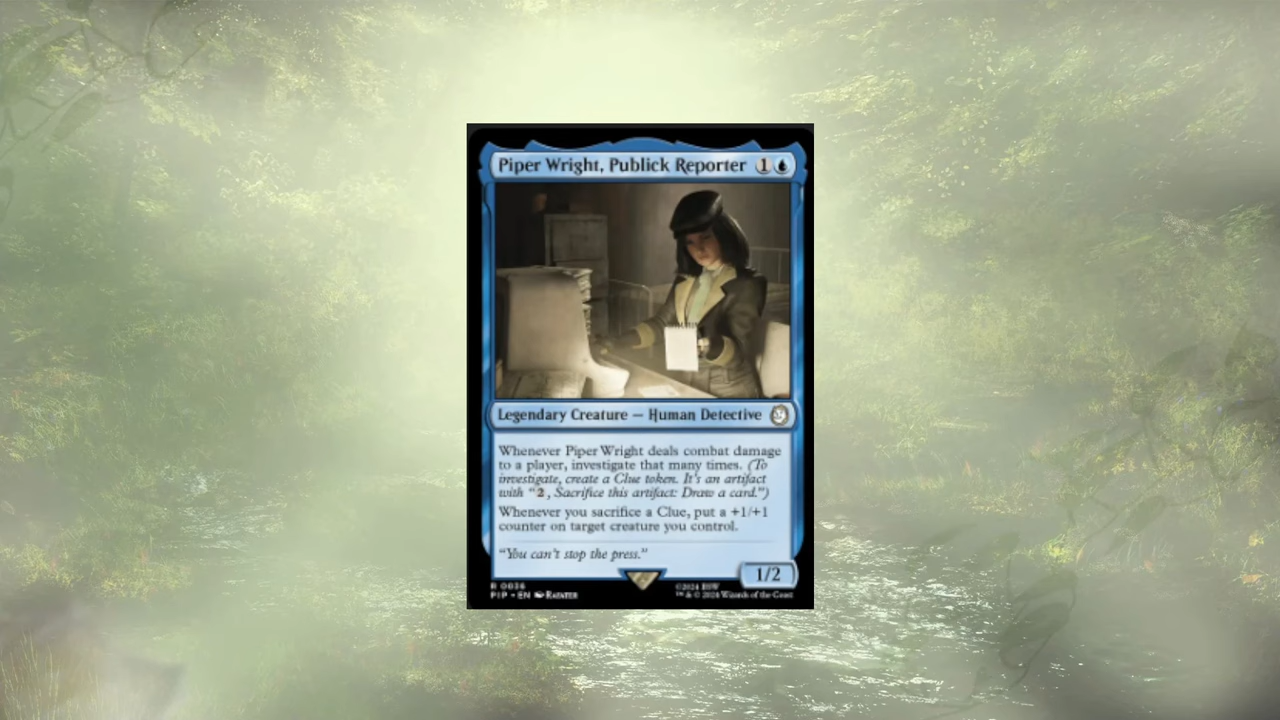 Piper Wright, Publick Reporter 1
Legendary Creature — Human Detective
Whenever Piper Wright deals combat damage
to a player, investigate that many times. (To
investigate, create a Clue token. It's an artifact
with "2, Sacrifice this artifact: Draw a card.")
Whenever you sacrifice a Clue, put a +1/+1
counter on target creature you control.
"You can't stop the press."
1/2
R 0036
PIP • EN Rafater
©2024 BSW
™ & © 2024 Wizards of the Coast